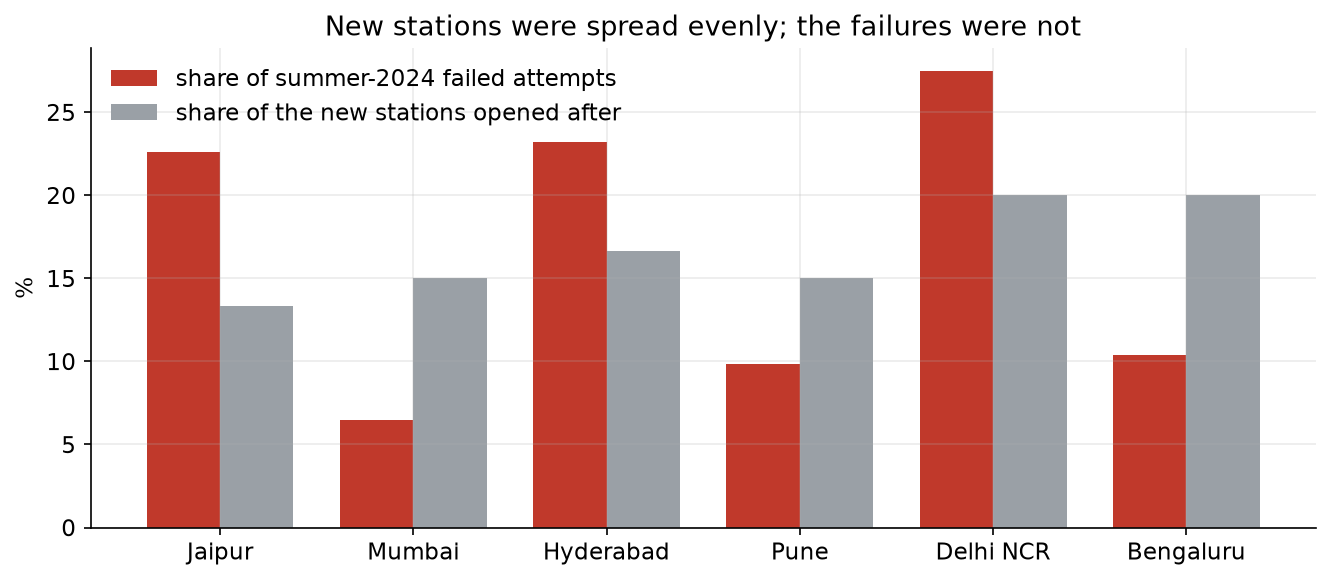 New stations were spread evenly; the failures were not
share of summer-2024 failed attempts
share of the new stations opened after
%
25
20
15
10
5
0
Jaipur
Mumbai
Hyderabad
Pune
Delhi NCR
Bengaluru